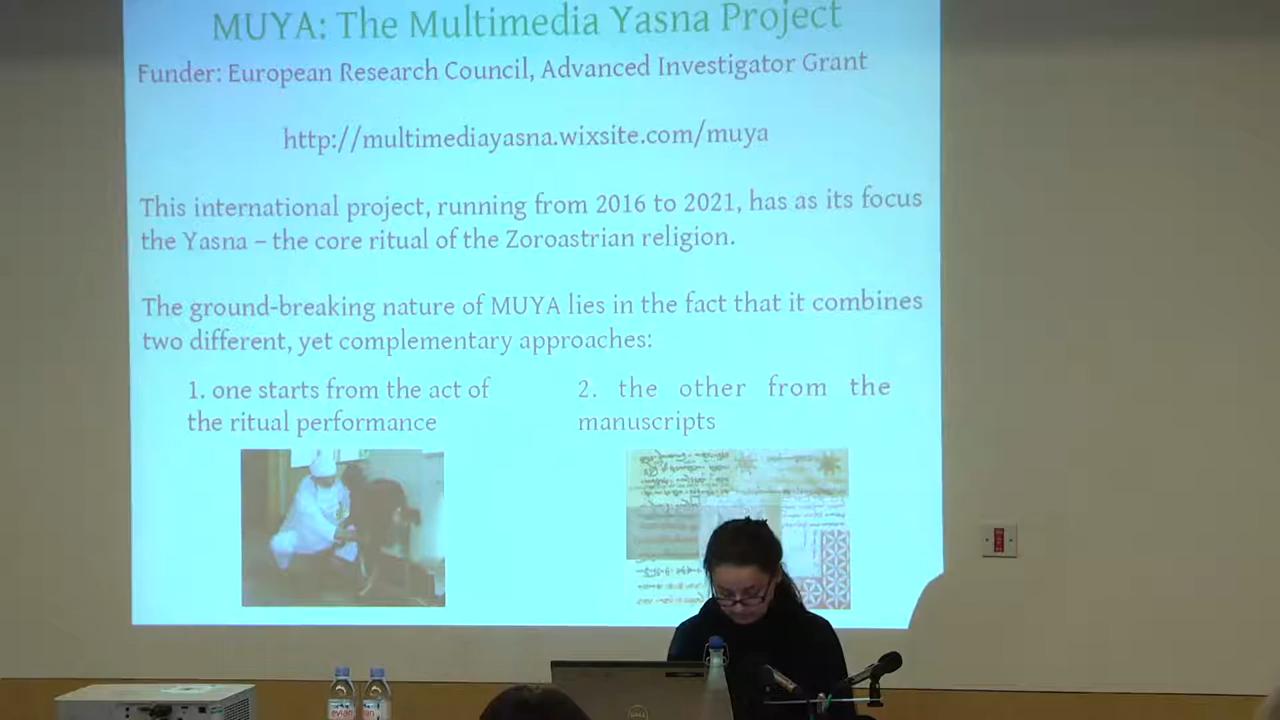 MUYA: The Multimedia Yasna Project
Funder: European Research Council, Advanced Investigator Grant
http://multimediayasna.wixsite.com/muya
This international project, running from 2016 to 2021, has as its focus
the Yasna – the core ritual of the Zoroastrian religion.
The ground-breaking nature of MUYA lies in the fact that it combines
two different, yet complementary approaches:
1. one starts from the act of
the ritual performance
2. the other from the
manuscripts
evian
DELL